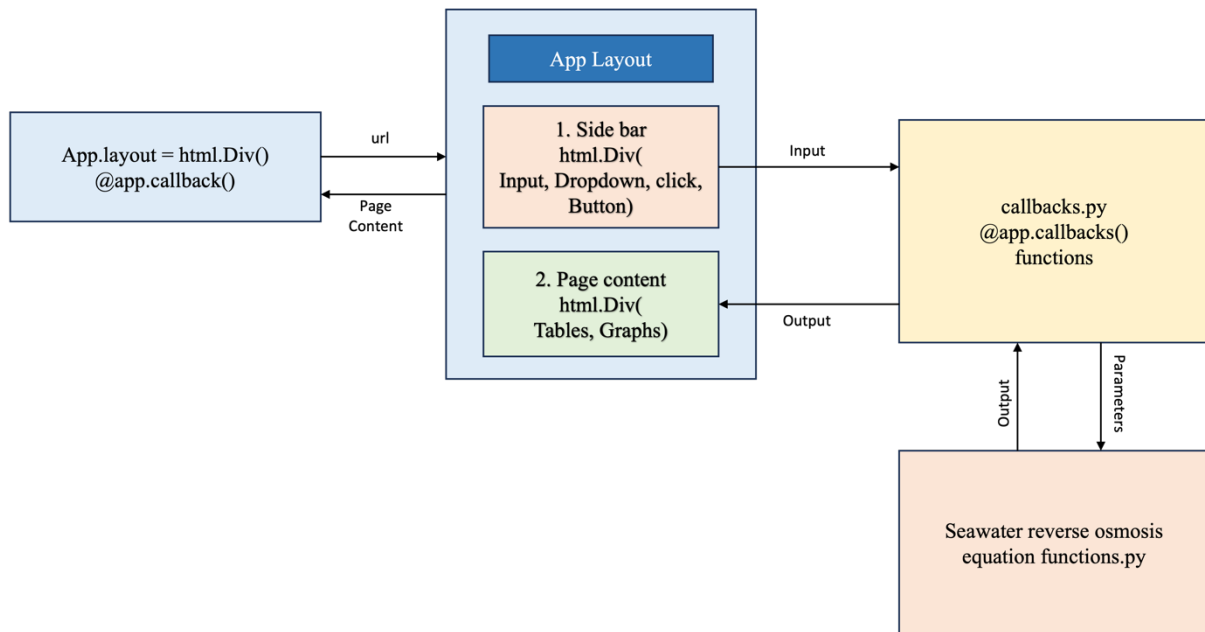 App Layout
App.layout = html.Div()
@app.callback()
url
Page
Content
1. Side bar
html.Div(
Input, Dropdown, click,
Button)
2. Page content
html.Div(
Tables, Graphs)
Input
Output
callbacks.py
@app.callbacks()
functions
Output
Parameters
Seawater reverse osmosis
equation functions.py